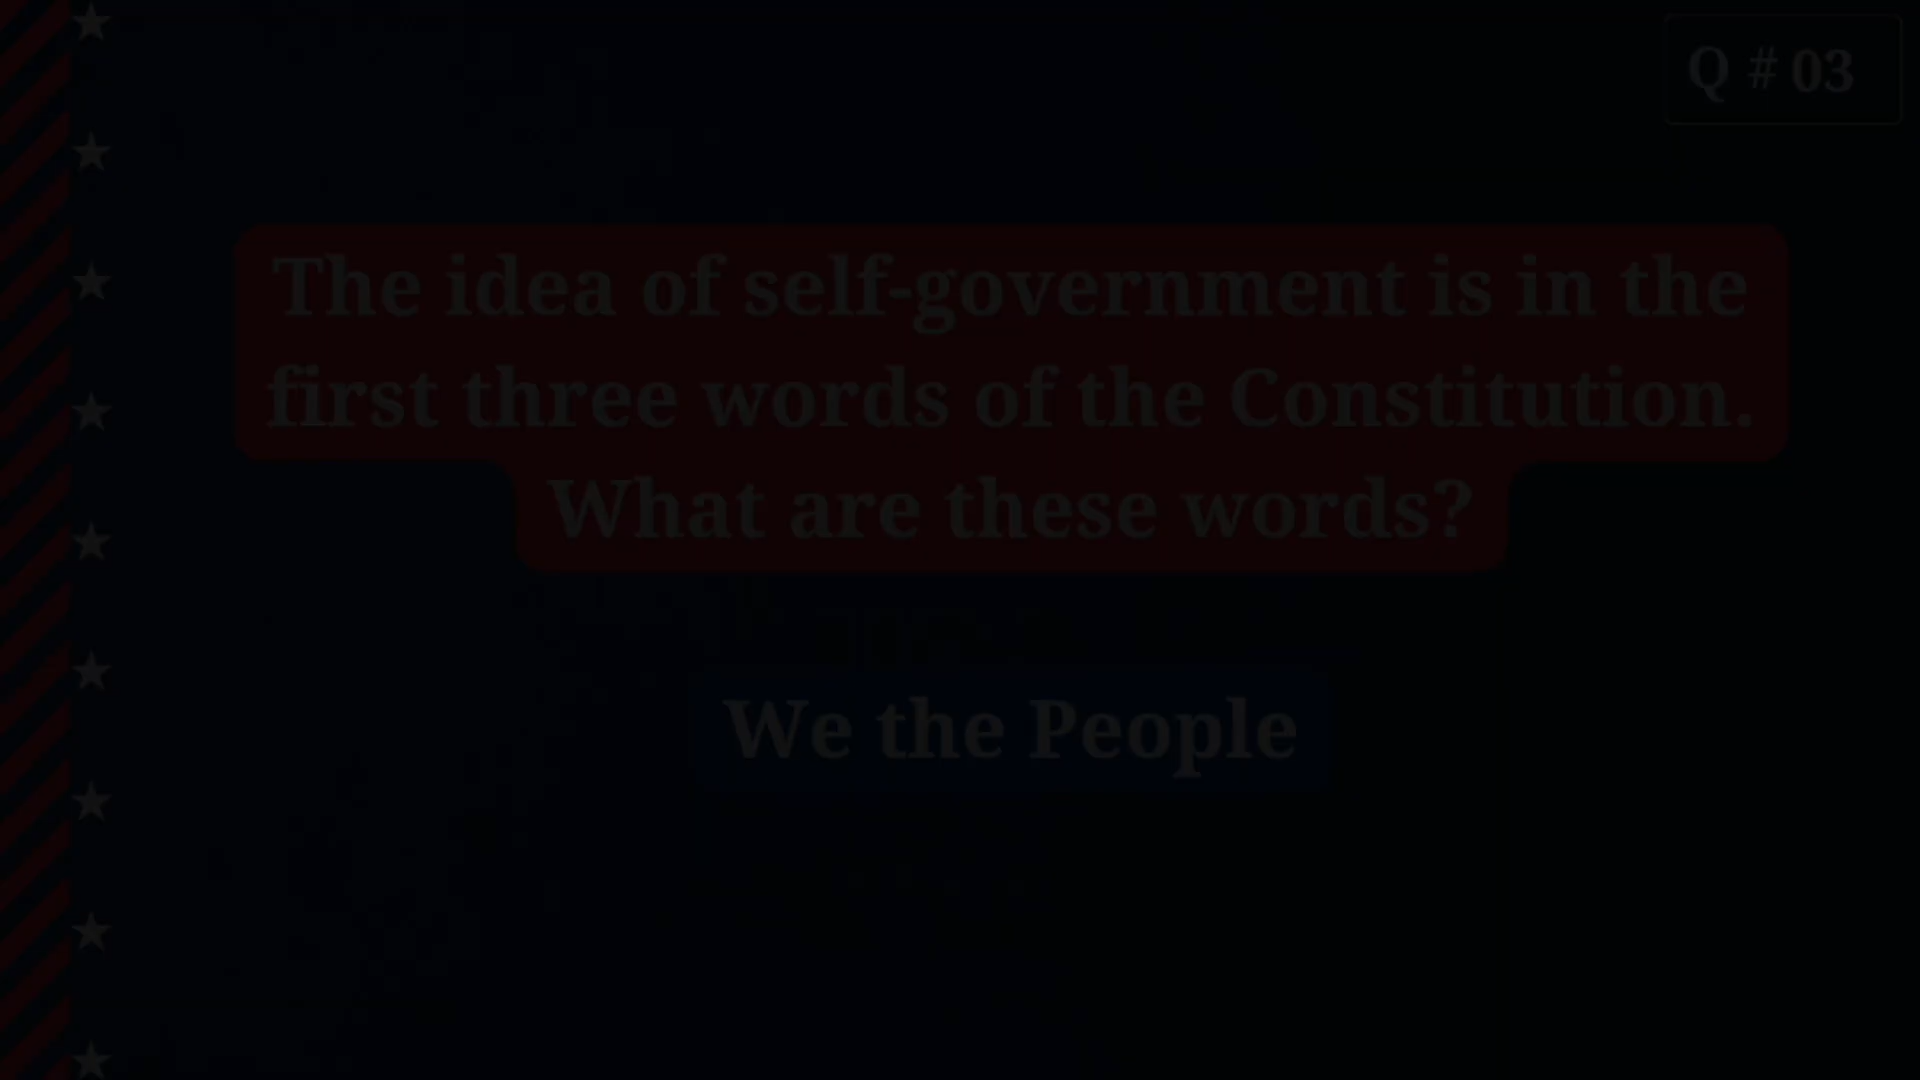 Q # 03
The idea of self-government is in the
first three words of the Constitution.
What are these words?
We the People